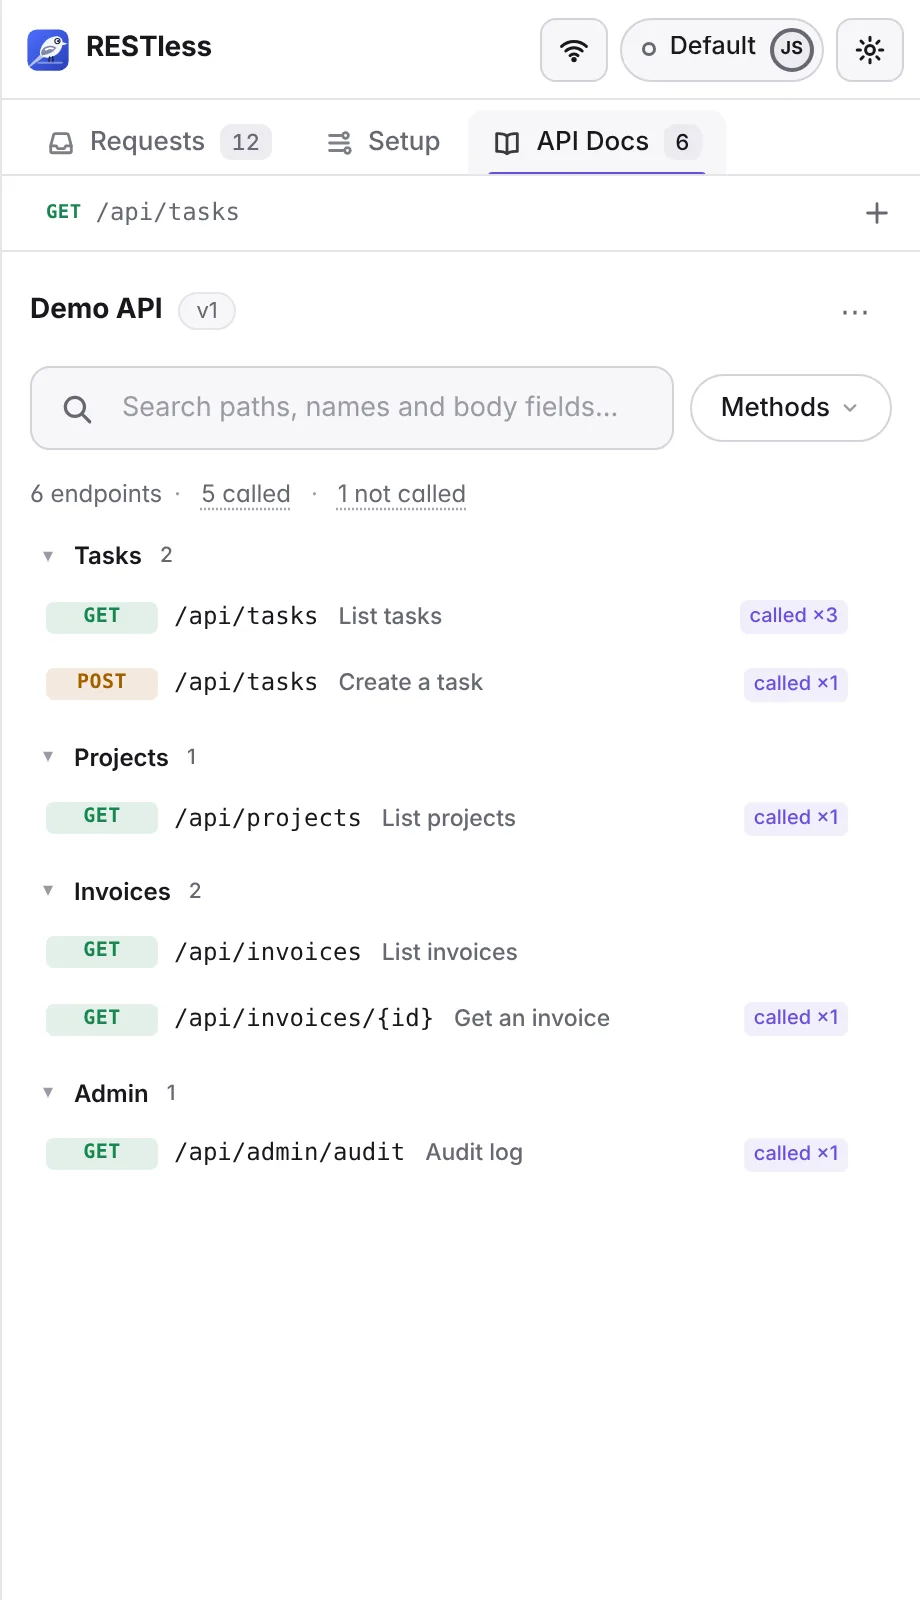 RESTless
Default JS
Requests 12 Setup API Docs 6
GET /api/tasks +
Demo API v1 ...
Search paths, names and body fields... Methods
6 endpoints · 5 called · 1 not called
Tasks 2
GET /api/tasks List tasks called ×3
POST /api/tasks Create a task called ×1
Projects 1
GET /api/projects List projects called ×1
Invoices 2
GET /api/invoices List invoices
GET /api/invoices/{id} Get an invoice called ×1
Admin 1
GET /api/admin/audit Audit log called ×1